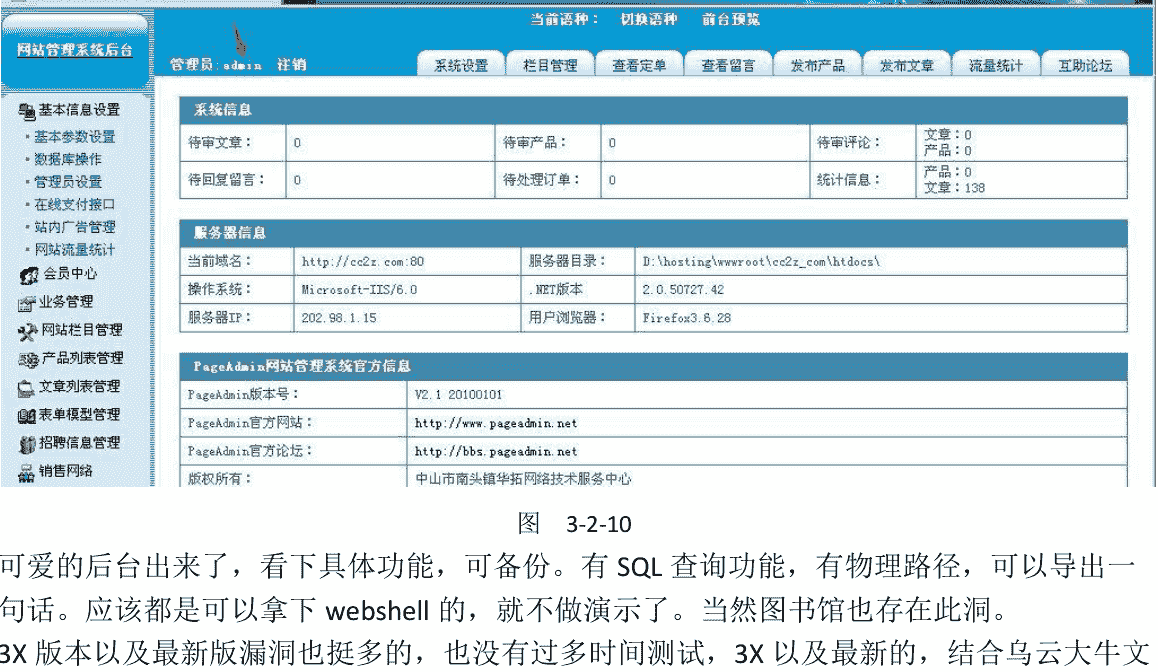 当前语种： 切换语种 前台预览
网站管理系统后台
管理员:admin 注销
系统设置 栏目管理 查看定单 查看留言 发布产品 发布文章 流量统计 互助论坛
基本信息设置
·基本参数设置
·数据库操作
·管理员设置
·在线支付接口
·站内广告管理
·网站流量统计
会员中心
业务管理
网站栏目管理
产品列表管理
文章列表管理
表单模型管理
招聘信息管理
销售网络
系统信息
待审文章： 0 待审产品： 0 待审评论： 文章：0
产品：0
待回复留言： 0 待处理订单： 0 统计信息： 产品：0
文章：138
服务器信息
当前域名： http://cc2z.com:80 服务器目录： D:\hosting\wwwroot\cc2z_com\htdocs\
操作系统： Microsoft-IIS/6.0 .NET版本 2.0.50727.42
服务器IP： 202.98.1.15 用户浏览器： Firefox3.6.28
PageAdmin网站管理系统官方信息
PageAdmin版本号： V2.1 20100101
PageAdmin官方网站： http://www.pageadmin.net
PageAdmin官方论坛： http://bbs.pageadmin.net
版权所有： 中山市南头镇华拓网络技术服务中心
图 3-2-10
可爱的后台出来了，看下具体功能，可备份。有 SQL 查询功能，有物理路径，可以导出一
句话。应该都是可以拿下 webshell 的，就不做演示了。当然图书馆也存在此洞。
3X 版本以及最新版漏洞也挺多的，也没有过多时间测试，3X 以及最新的，结合乌云大牛文